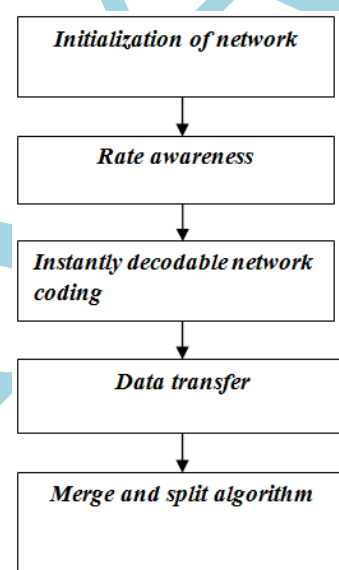 Initialization of network
Rate awareness
Instantly decodable network
coding
Data transfer
Merge and split algorithm